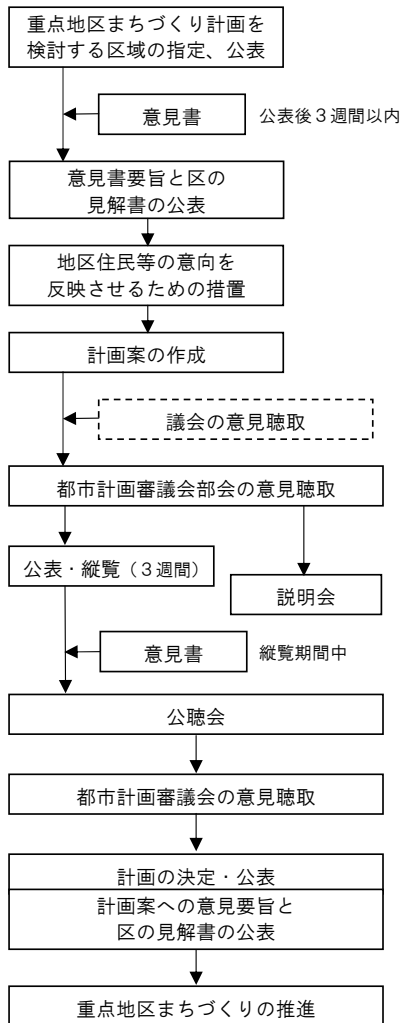 重点地区まちづくり計画を
検討する区域の指定、公表
意見書
公表後３週間以内
意見書要旨と区の
見解書の公表
地区住民等の意向を
反映させるための措置
計画案の作成
議会の意見聴取
都市計画審議会部会の意見聴取
公表・縦覧（３週間）
説明会
意見書
縦覧期間中
公聴会
都市計画審議会の意見聴取
計画の決定・公表
計画案への意見要旨と
区の見解書の公表
重点地区まちづくりの推進